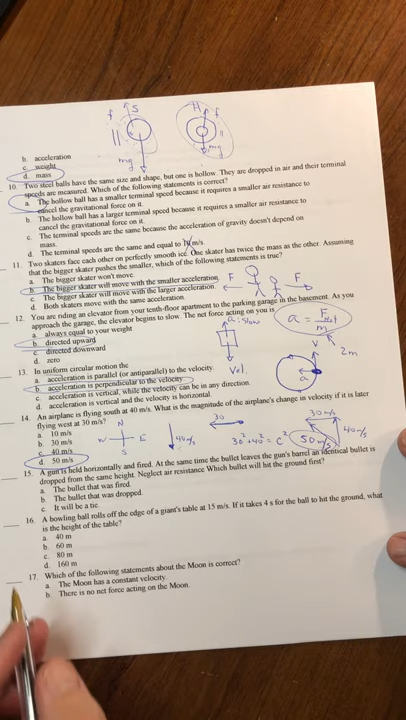 S
H
f
f
||
||
mg
mg
b. acceleration
c. weight
d. mass
10. Two steel balls have the same size and shape, but one is hollow. They are dropped in air and their terminal
speeds are measured. Which of the following statements is correct?
a. The hollow ball has a smaller terminal speed because it requires a smaller air resistance to
cancel the gravitational force on it.
b. The hollow ball has a larger terminal speed because it requires a smaller air resistance to
cancel the gravitational force on it.
c. The terminal speeds are the same because the acceleration of gravity doesn't depend on
mass.
d. The terminal speeds are the same and equal to 10 m/s.
11. Two skaters face each other on perfectly smooth ice. One skater has twice the mass as the other. Assuming
that the bigger skater pushes the smaller, which of the following statements is true?
a. The bigger skater won't move.
b. The bigger skater will move with the smaller acceleration.
c. The bigger skater will move with the larger acceleration.
d. Both skaters move with the same acceleration.
F
F
12. You are riding an elevator from your tenth-floor apartment to the parking garage in the basement. As you
approach the garage, the elevator begins to slow. The net force acting on you is
a. always equal to your weight
b. directed upward
c. directed downward
d. zero
a: slow
Vel.
a = F / m
V
2m
a
13. In uniform circular motion the
a. acceleration is parallel (or antiparallel) to the velocity.
b. acceleration is perpendicular to the velocity.
c. acceleration is vertical, while the velocity can be in any direction.
d. acceleration is vertical and the velocity is horizontal.
14. An airplane is flying south at 40 m/s. What is the magnitude of the airplane's change in velocity if it is later
flying west at 30 m/s?
a. 10 m/s
b. 30 m/s
c. 40 m/s
d. 50 m/s
N
W E
S
40 m/s
30
30² + 40² = c²
50 m/s
30 m/s
40 m/s
15. A gun is held horizontally and fired. At the same time the bullet leaves the gun's barrel an identical bullet is
dropped from the same height. Neglect air resistance Which bullet will hit the ground first?
a. The bullet that was fired.
b. The bullet that was dropped.
c. It will be a tie.
16. A bowling ball rolls off the edge of a giant's table at 15 m/s. If it takes 4 s for the ball to hit the ground, what
is the height of the table?
a. 40 m
b. 60 m
c. 80 m
d. 160 m
17. Which of the following statements about the Moon is correct?
a. The Moon has a constant velocity.
b. There is no net force acting on the Moon.